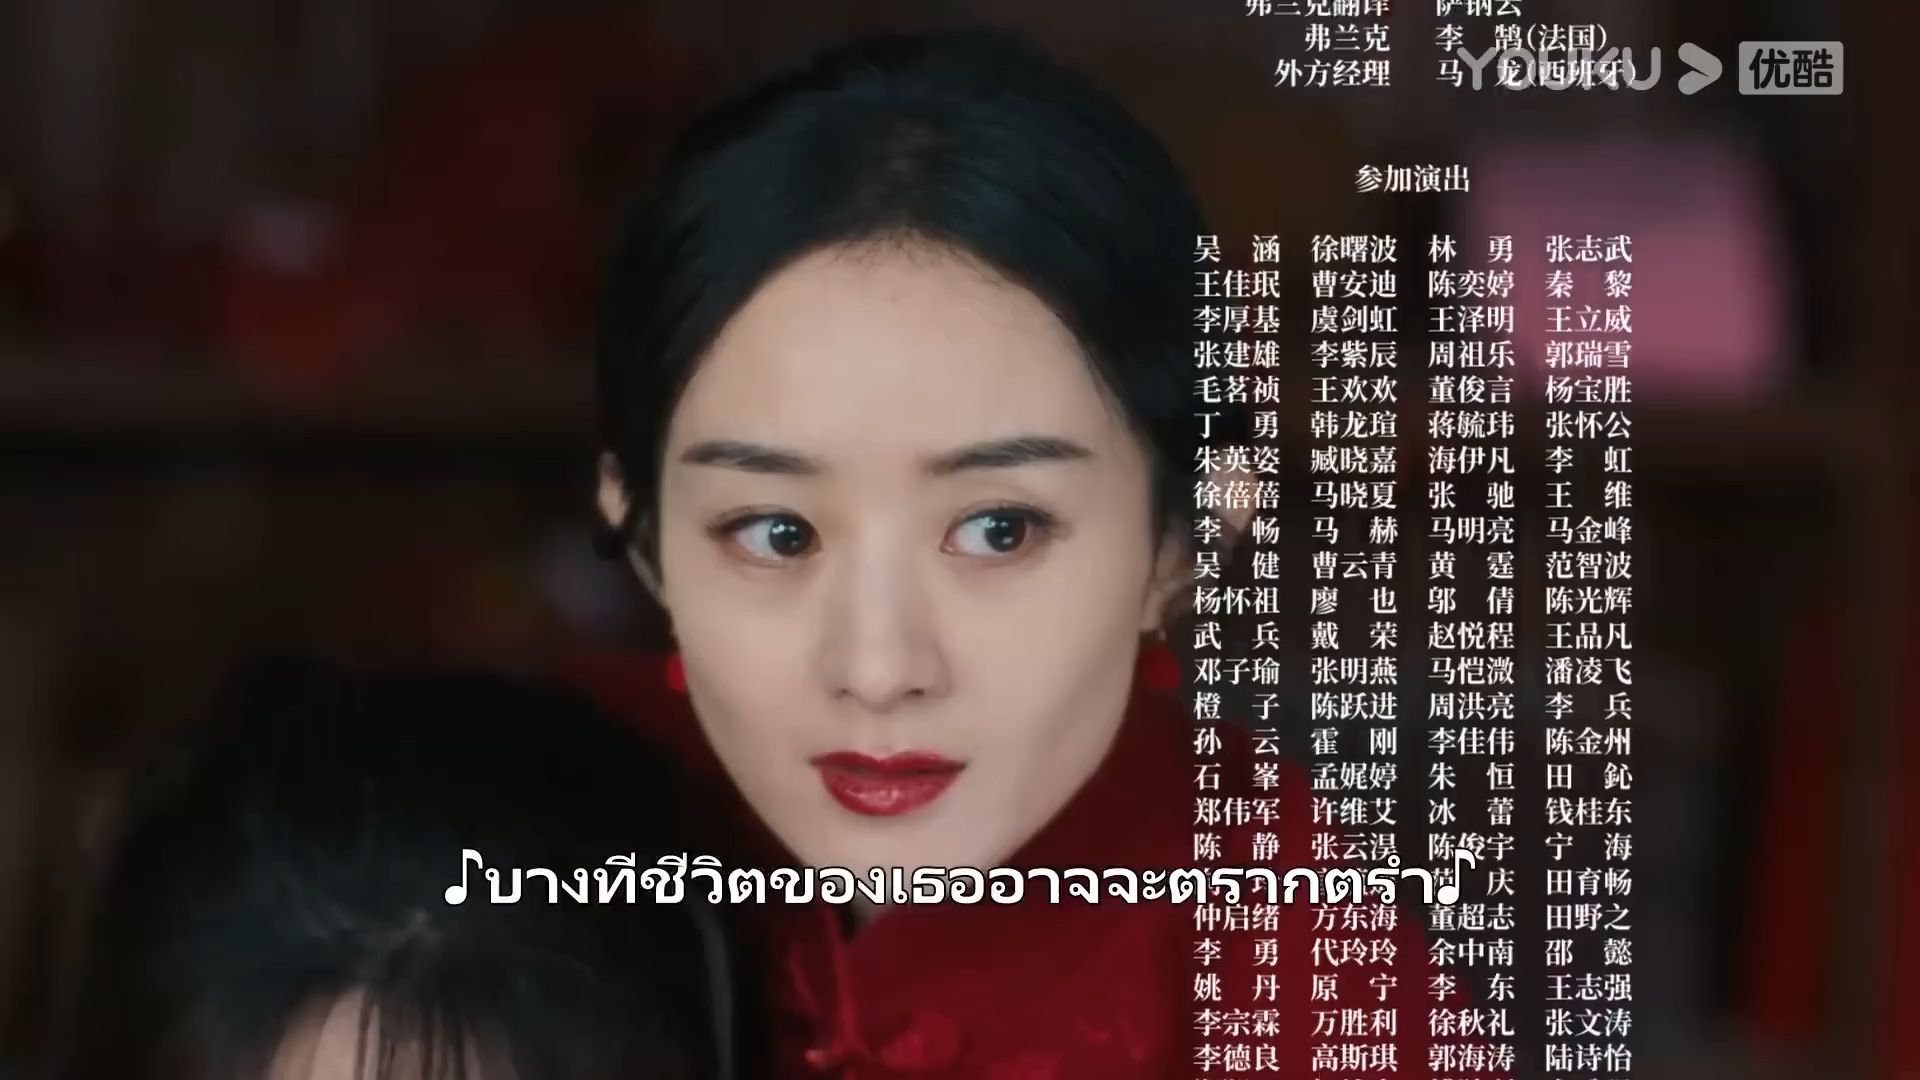 弗兰克翻译 萨钢云
弗兰克 李 鹄(法国)
外方经理 马 龙(西班牙)
YOUKU 优酷
参加演出
吴 涵 徐曙波 林 勇 张志武
王佳珉 曹安迪 陈奕婷 秦 黎
李厚基 虞剑虹 王泽明 王立威
张建雄 李紫辰 周祖乐 郭瑞雪
毛茗祯 王欢欢 董俊言 杨宝胜
丁 勇 韩龙瑄 蒋毓玮 张怀公
朱英姿 臧晓嘉 海伊凡 李 虹
徐蓓蓓 马晓夏 张 驰 王 维
李 畅 马 赫 马明亮 马金峰
吴 健 曹云青 黄 霆 范智波
杨怀祖 廖 也 邬 倩 陈光辉
武 兵 戴 荣 赵悦程 王品凡
邓子瑜 张明燕 马恺溦 潘凌飞
橙 子 陈跃进 周洪亮 李 兵
孙 云 霍 刚 李佳伟 陈金州
石 峯 孟娓婷 朱 恒 田 鈊
郑伟军 许维艾 冰 蕾 钱桂东
陈 静 张云淏 陈俊宇 宁 海
♪บางทีชีวิตของเธออาจจะตรากตรำ♪
庆 田育畅
仲启绪 方东海 董超志 田野之
李 勇 代玲玲 余中南 邵 懿
姚 丹 原 宁 李 东 王志强
李宗霖 万胜利 徐秋礼 张文涛
李德良 高斯琪 郭海涛 陆诗怡